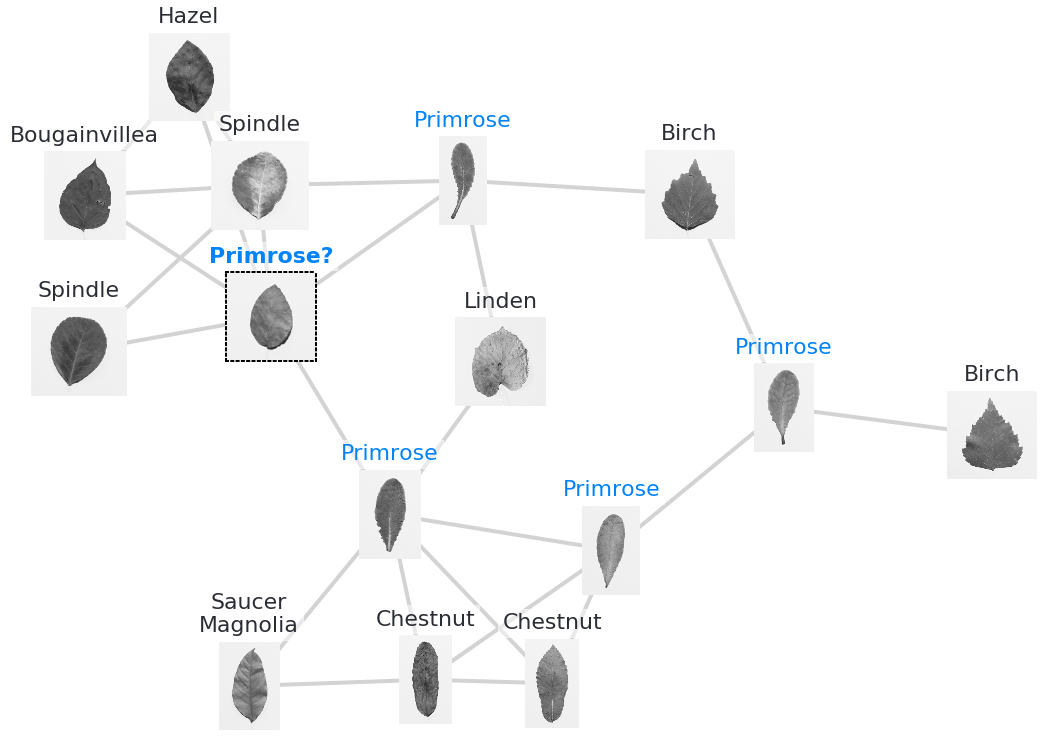 Hazel
Spindle
Primrose
Birch
Bougainvillea
Primrose?
Spindle
Linden
Primrose
Birch
Primrose
Primrose
Saucer
Magnolia
Chestnut
Chestnut